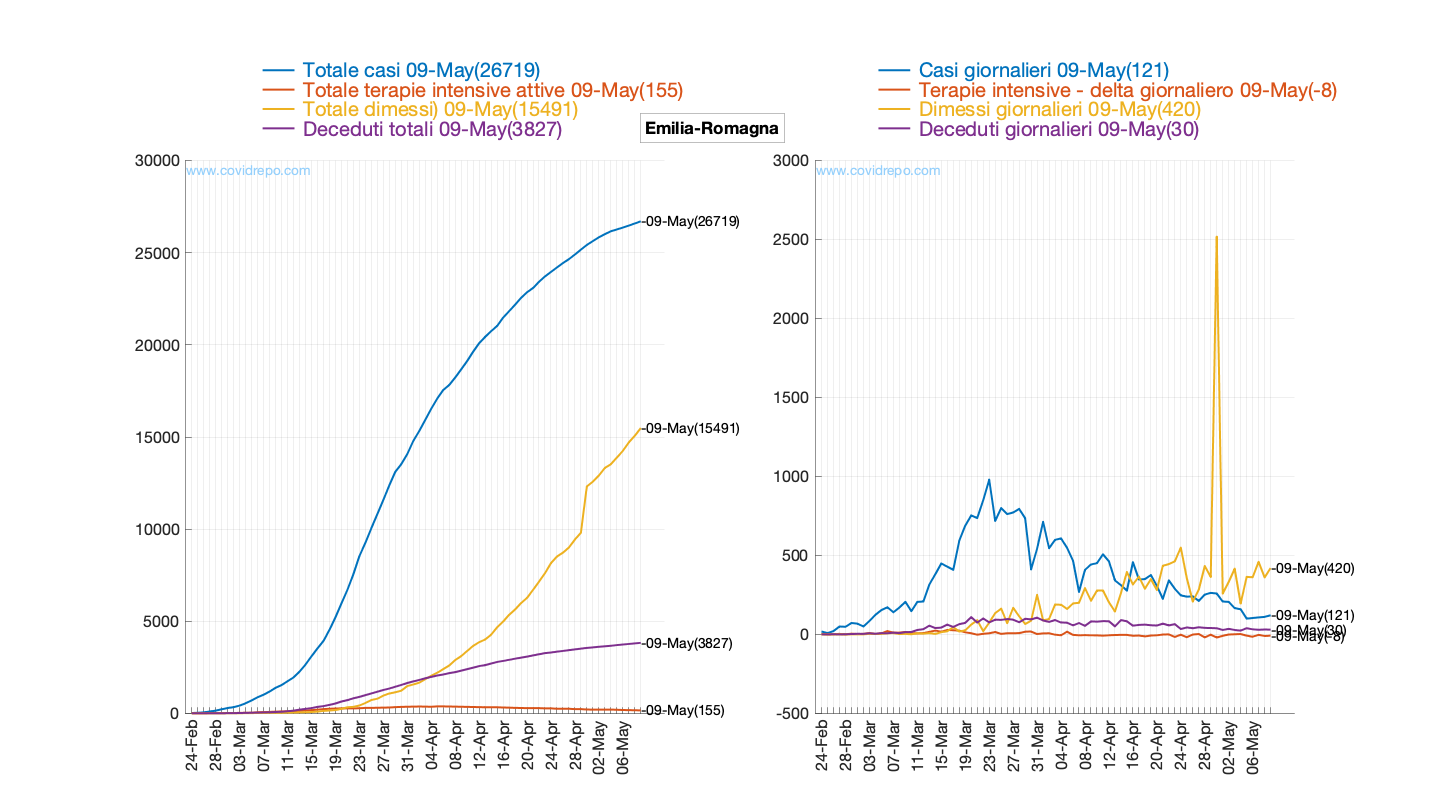 Totale casi 09-May(26719)
Totale terapie intensive attive 09-May(155)
Totale dimessi) 09-May(15491)
Deceduti totali 09-May(3827)
Emilia-Romagna
Casi giornalieri 09-May(121)
Terapie intensive - delta giornaliero 09-May(-8)
Dimessi giornalieri 09-May(420)
Deceduti giornalieri 09-May(30)
www.covidrepo.com
30000
25000
20000
15000
10000
5000
0
-09-May(26719)
-09-May(15491)
-09-May(3827)
-09-May(155)
24-Feb
28-Feb
03-Mar
07-Mar
11-Mar
15-Mar
19-Mar
23-Mar
27-Mar
31-Mar
04-Apr
08-Apr
12-Apr
16-Apr
20-Apr
24-Apr
28-Apr
02-May
06-May
www.covidrepo.com
3000
2500
2000
1500
1000
500
0
-500
-09-May(420)
-09-May(121)
-09-May(30)
-09-May(-8)
24-Feb
28-Feb
03-Mar
07-Mar
11-Mar
15-Mar
19-Mar
23-Mar
27-Mar
31-Mar
04-Apr
08-Apr
12-Apr
16-Apr
20-Apr
24-Apr
28-Apr
02-May
06-May